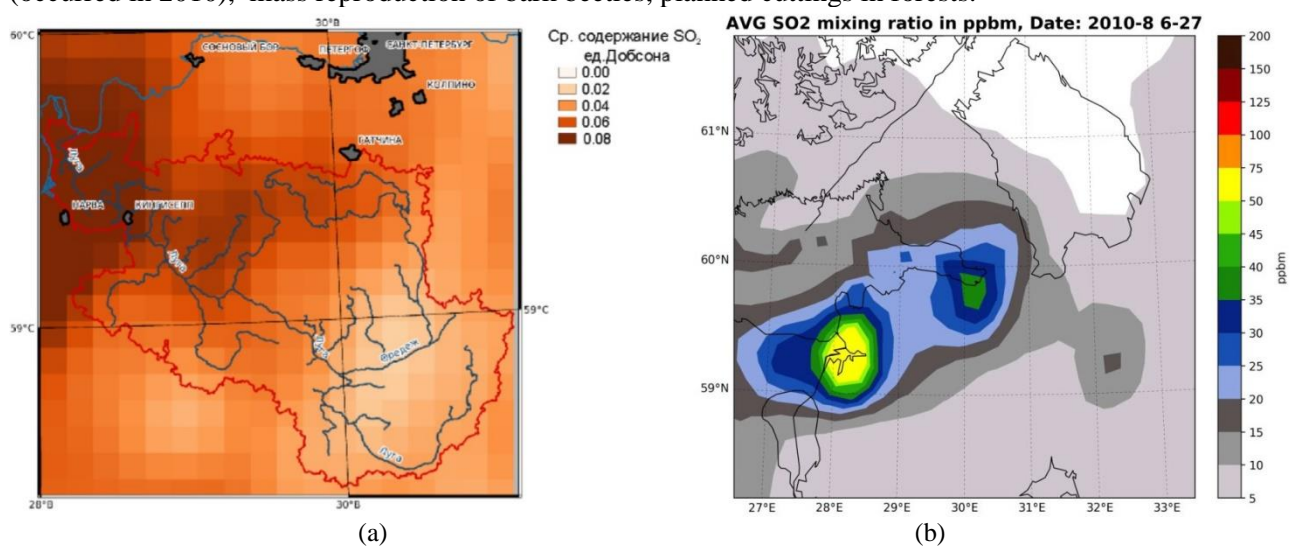 (occurred in 2010), mass reproduction of bark beetles, planned cuttings in forests.
30°В
60°С
СОСНОВЫЙ БОР
ПЕТЕРГОФ
САНКТ-ПЕТЕРБУРГ
КОЛПИНО
ГАТЧИНА
Луга
НАРВА
КИНГИСЕПП
Луга
59°С
59°С
Луга
Оредеж
Луга
28°В
30°В
Ср. содержание SO₂
ед.Добсона
0.00
0.02
0.04
0.06
0.08
(a)
AVG SO2 mixing ratio in ppbm, Date: 2010-8 6-27
61°N
60°N
59°N
27°E 28°E 29°E 30°E 31°E 32°E 33°E
200
150
125
100
75
50
45
40
35
30
25
20
15
10
5
ppbm
(b)